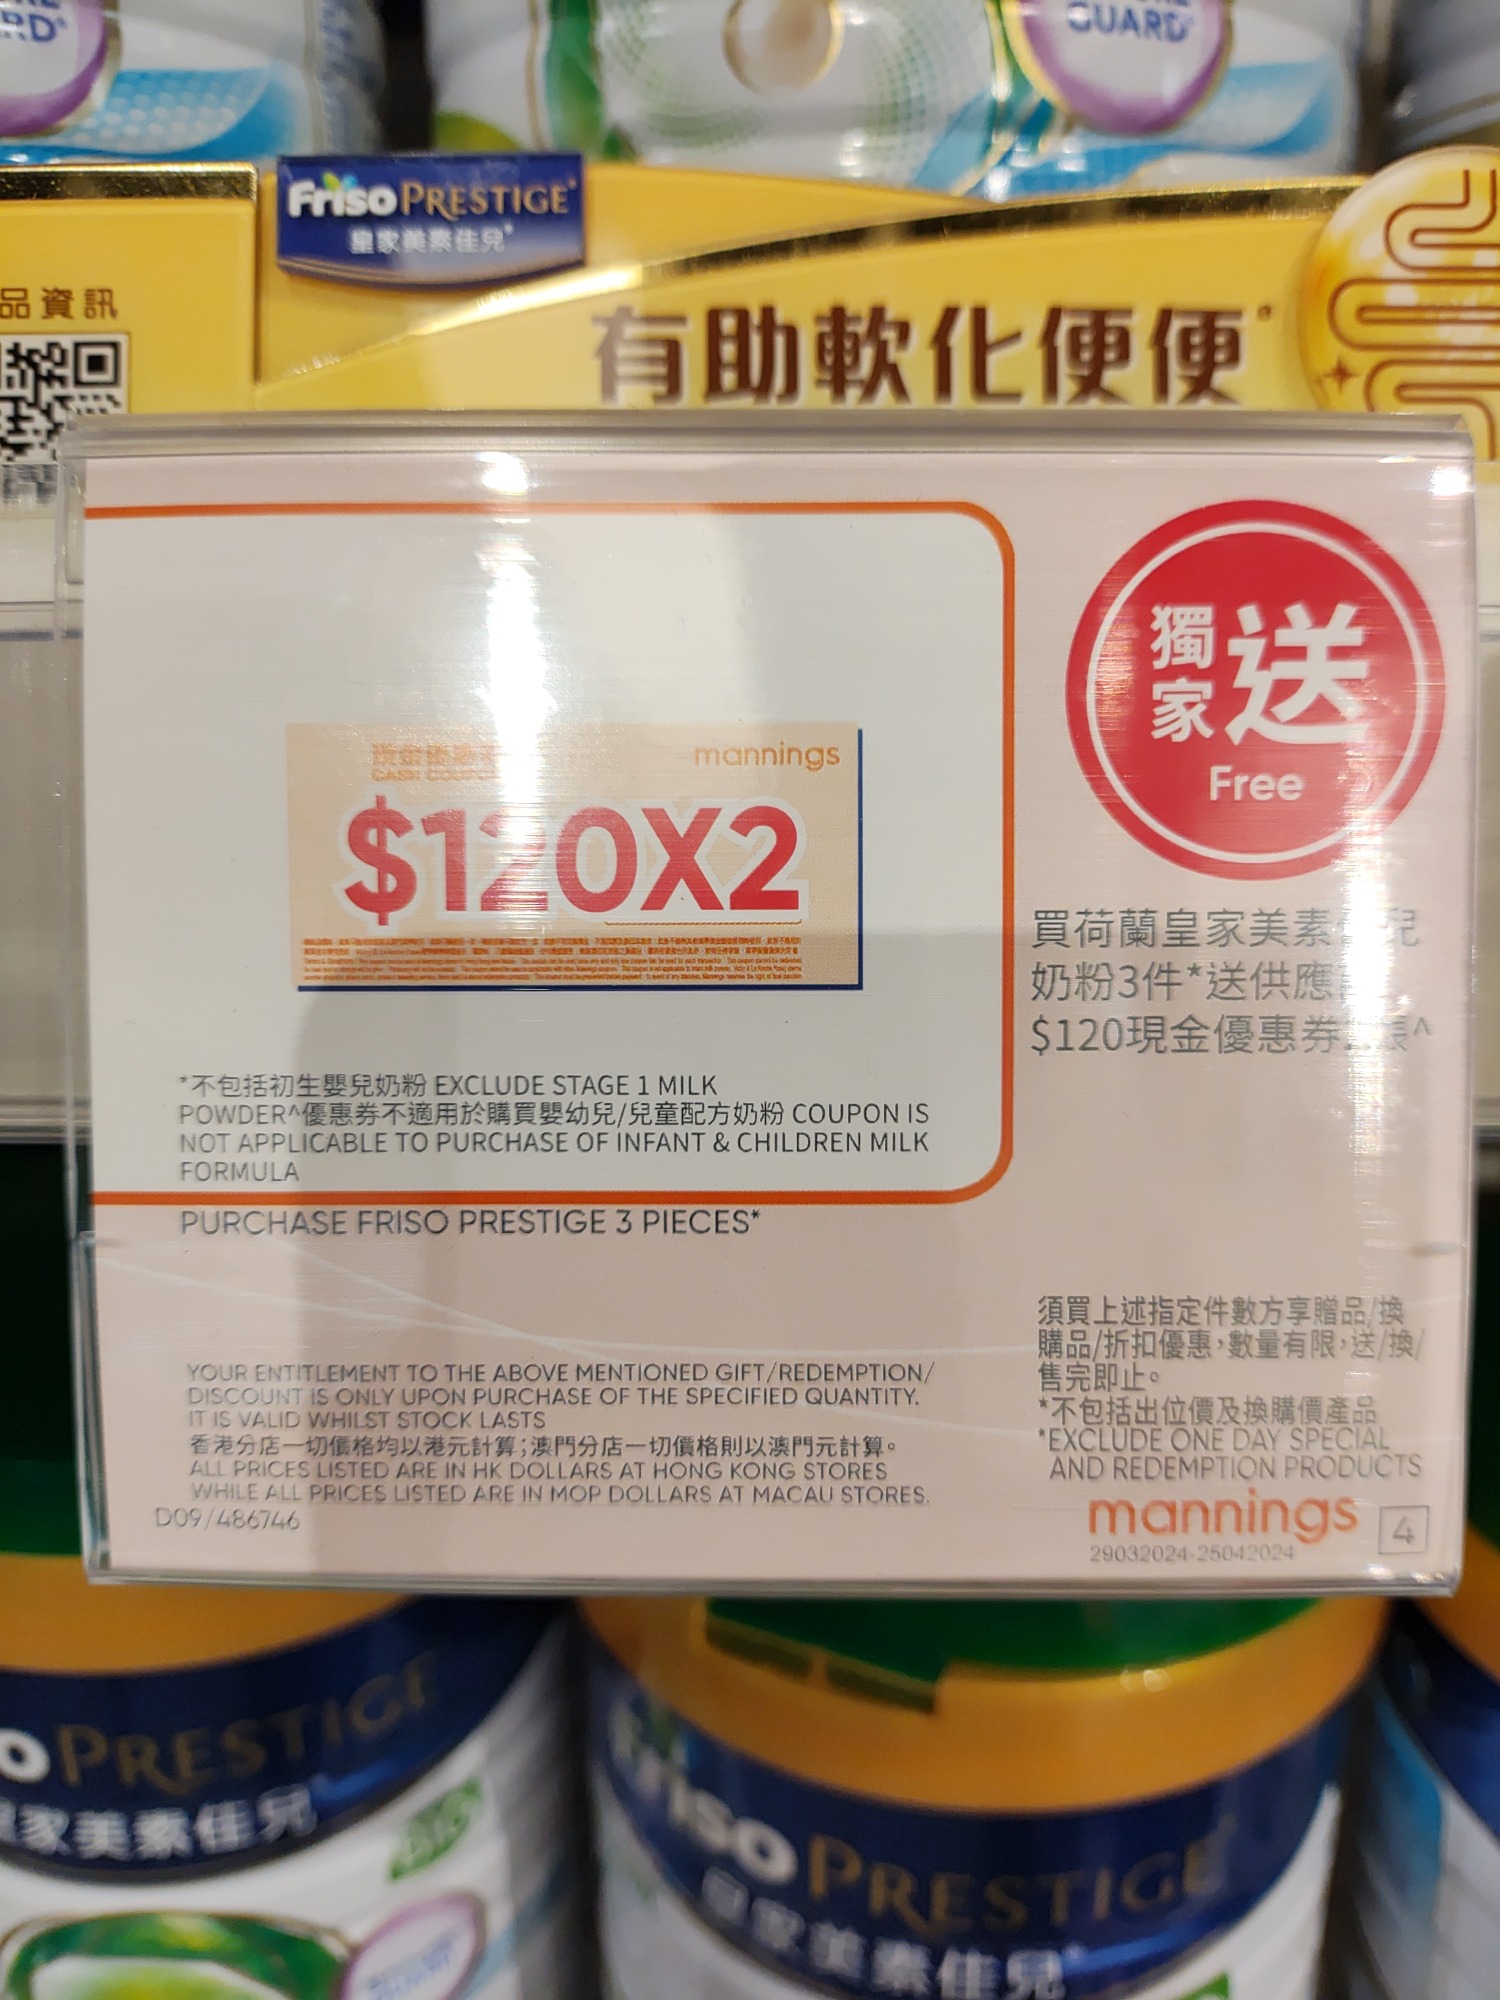 GUARD
Friso PRESTIGE
皇家美素佳兒
品資訊
有助軟化便便
獨家送
Free
mannings
$120X2
買荷蘭皇家美素 兒
奶粉3件*送供應
$120現金優惠券 張^
*不包括初生嬰兒奶粉 EXCLUDE STAGE 1 MILK
POWDER^優惠券不適用於購買嬰幼兒/兒童配方奶粉 COUPON IS
NOT APPLICABLE TO PURCHASE OF INFANT & CHILDREN MILK
FORMULA
PURCHASE FRISO PRESTIGE 3 PIECES*
YOUR ENTITLEMENT TO THE ABOVE MENTIONED GIFT/REDEMPTION/
DISCOUNT IS ONLY UPON PURCHASE OF THE SPECIFIED QUANTITY.
IT IS VALID WHILST STOCK LASTS
香港分店一切價格均以港元計算;澳門分店一切價格則以澳門元計算。
ALL PRICES LISTED ARE IN HK DOLLARS AT HONG KONG STORES
WHILE ALL PRICES LISTED ARE IN MOP DOLLARS AT MACAU STORES.
D09/486746
須買上述指定件數方享贈品/換
購品/折扣優惠,數量有限,送/換/
售完即止。
*不包括出位價及換購價產品
*EXCLUDE ONE DAY SPECIAL
AND REDEMPTION PRODUCTS
mannings 4
29032024-25042024
PRESTIGE
家美素佳兒
Friso PRESTIGE
皇家美素佳兒